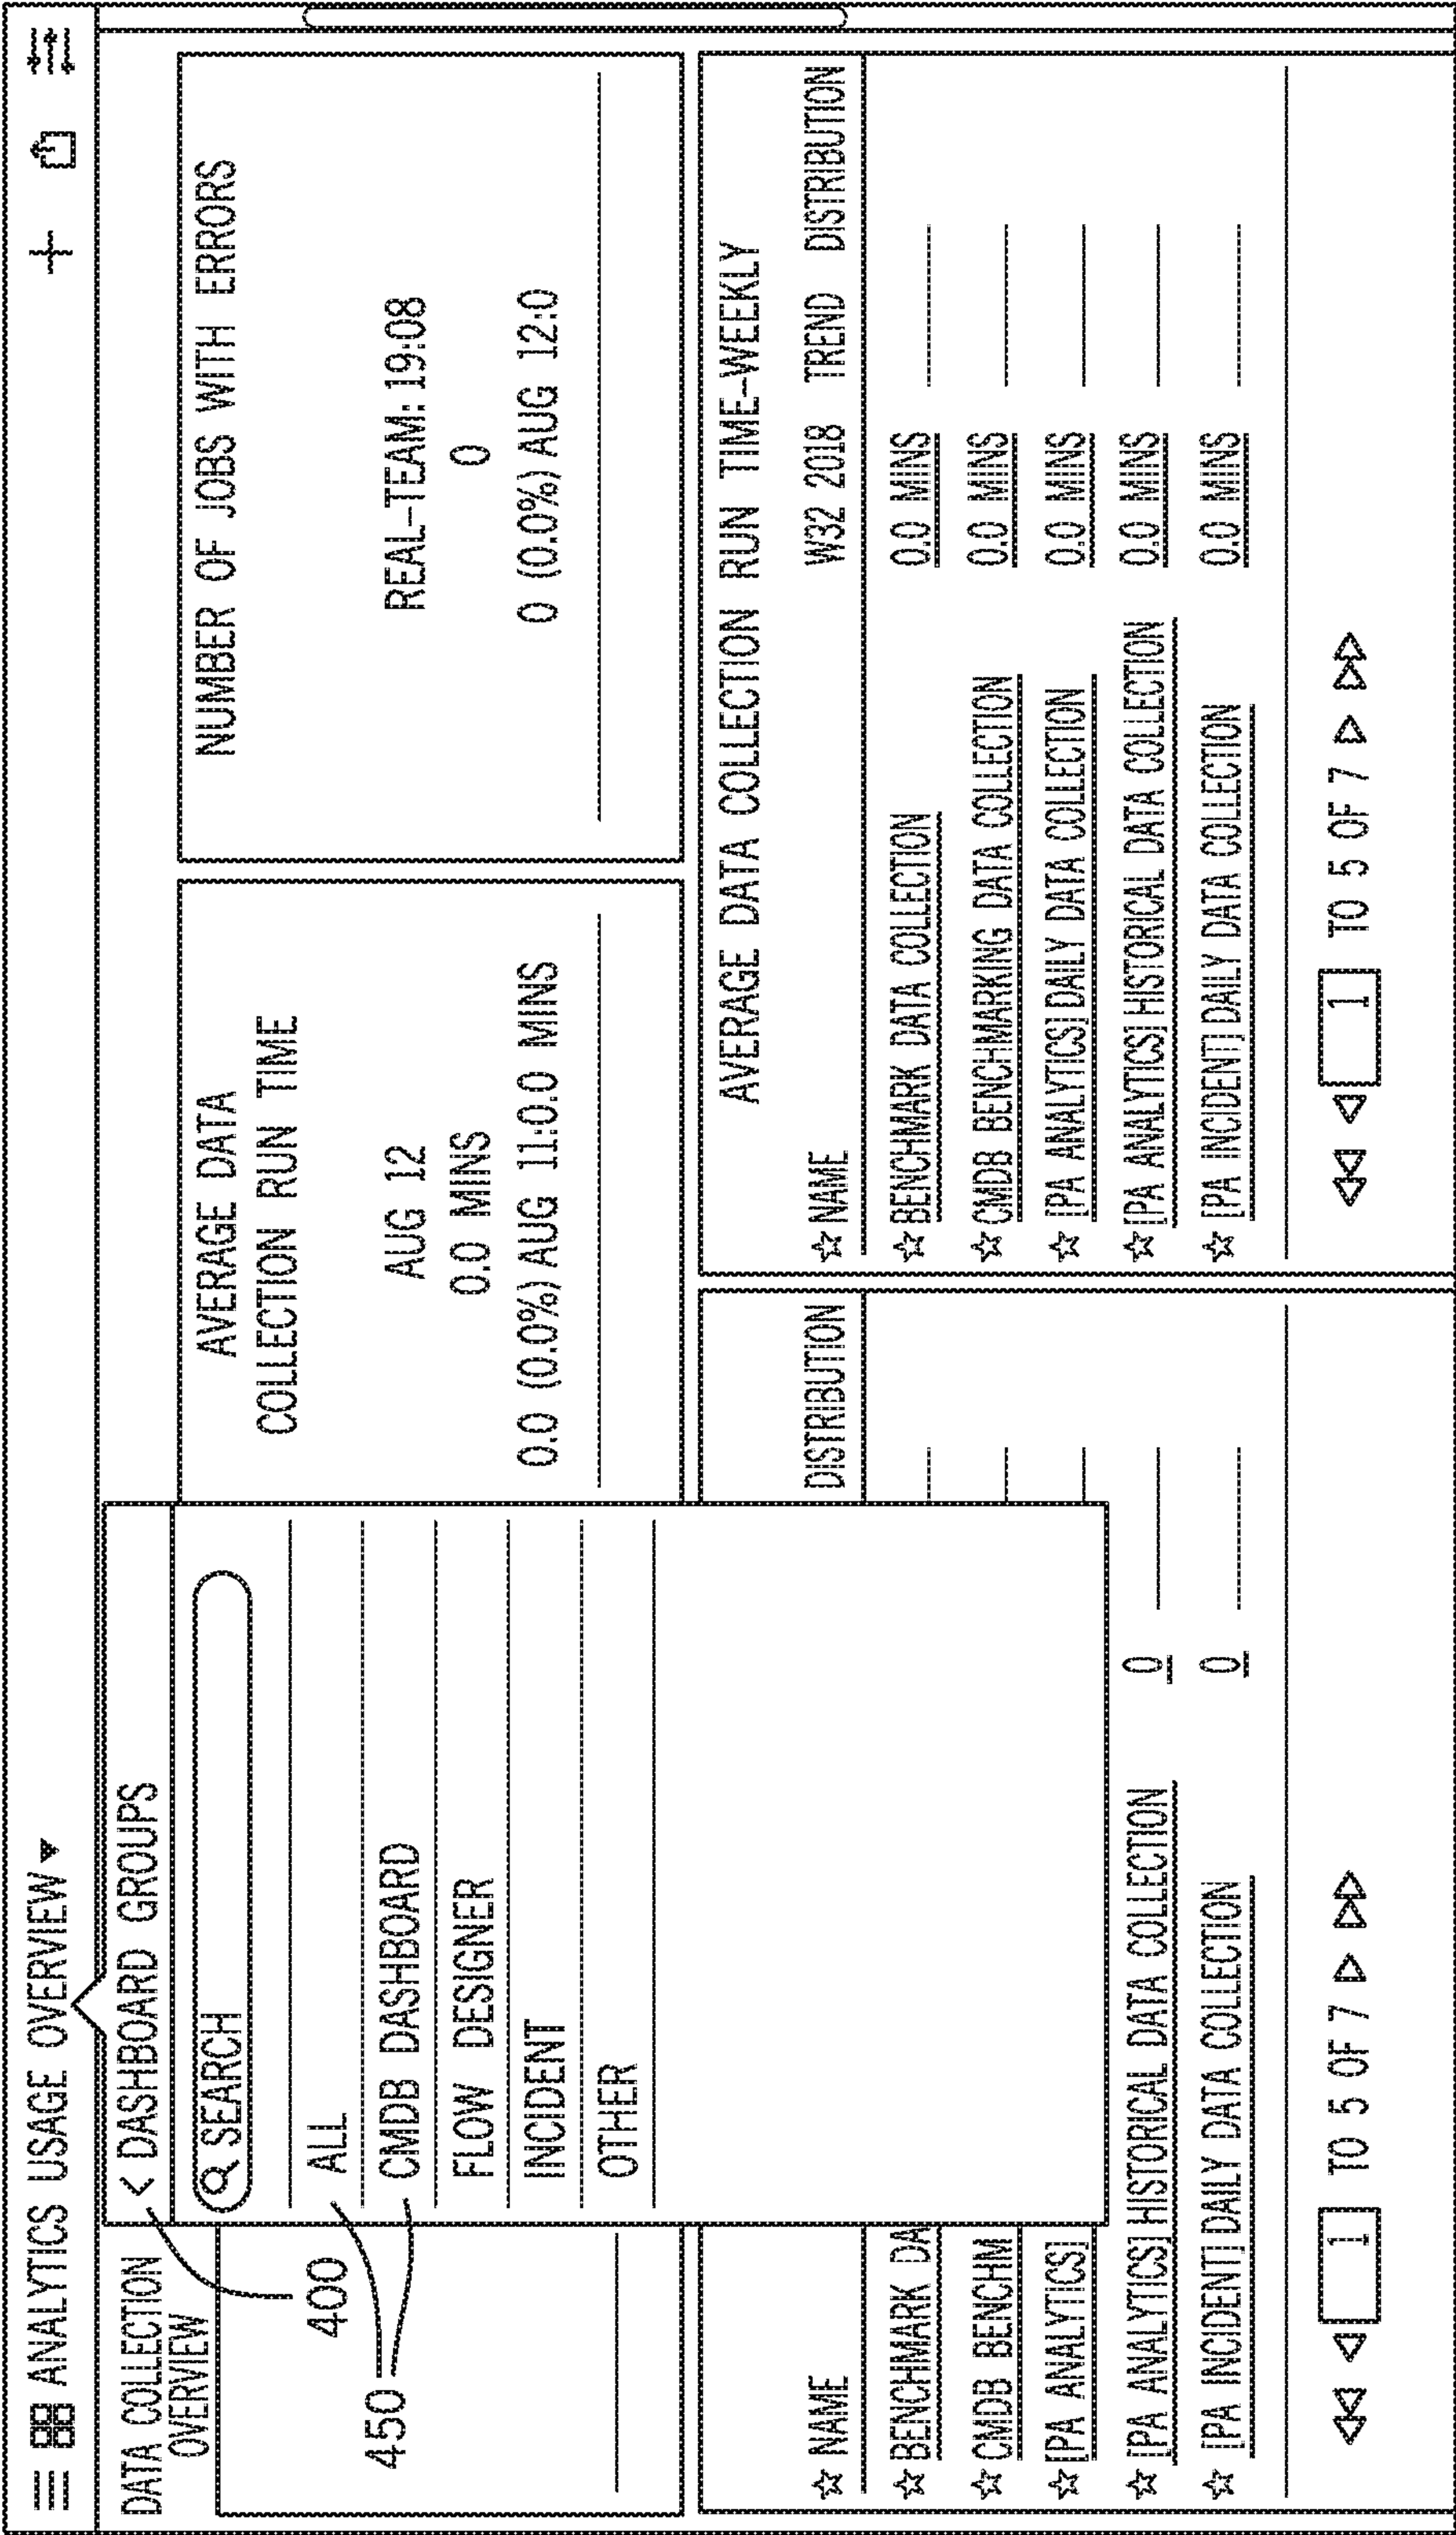 ANALYTICS USAGE OVERVIEW
DATA COLLECTION
OVERVIEW
400
450
< DASHBOARD GROUPS
SEARCH
ALL
CMDB DASHBOARD
FLOW DESIGNER
INCIDENT
OTHER
AVERAGE DATA
COLLECTION RUN TIME
AUG 12
0.0 MINS
0.0 (0.0%) AUG 11:0.0 MINS
NUMBER OF JOBS WITH ERRORS
REAL-TEAM: 19:08
0
0 (0.0%) AUG 12:0
NAME DISTRIBUTION
BENCHMARK DA
CMDB BENCHM
[PA ANALYTICS]
[PA ANALYTICS] HISTORICAL DATA COLLECTION 0
[PA INCIDENT] DAILY DATA COLLECTION 0
1 TO 5 OF 7
AVERAGE DATA COLLECTION RUN TIME-WEEKLY
NAME W32 2018 TREND DISTRIBUTION
BENCHMARK DATA COLLECTION 0.0 MINS
CMDB BENCHMARKING DATA COLLECTION 0.0 MINS
[PA ANALYTICS] DAILY DATA COLLECTION 0.0 MINS
[PA ANALYTICS] HISTORICAL DATA COLLECTION 0.0 MINS
[PA INCIDENT] DAILY DATA COLLECTION 0.0 MINS
1 TO 5 OF 7